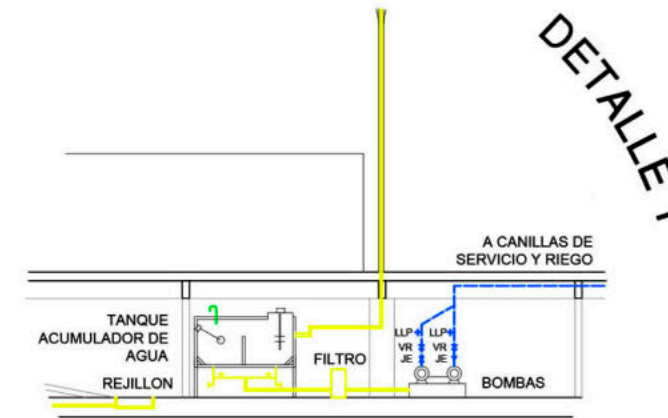 DETALLE
A CANILLAS DE
SERVICIO Y RIEGO
TANQUE
ACUMULADOR DE
AGUA
LLP LLP
VR VR
JE JE
FILTRO
REJILLON
BOMBAS